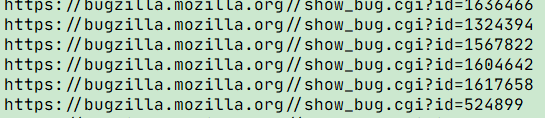 https://bugzilla.mozilla.org//show_bug.cgi?id=1636466
https://bugzilla.mozilla.org//show_bug.cgi?id=1324394
https://bugzilla.mozilla.org//show_bug.cgi?id=1567822
https://bugzilla.mozilla.org//show_bug.cgi?id=1604642
https://bugzilla.mozilla.org//show_bug.cgi?id=1617658
https://bugzilla.mozilla.org//show_bug.cgi?id=524899